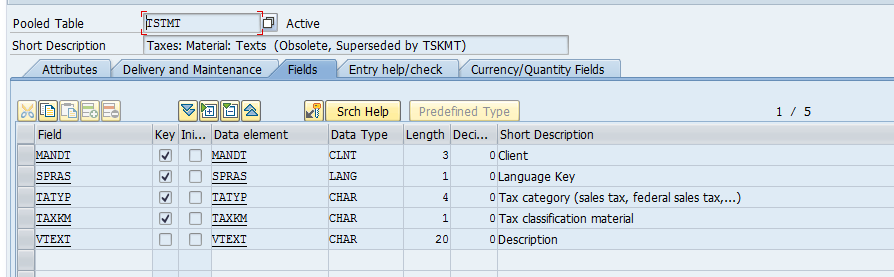 Pooled Table TSTMT Active
Short Description Taxes: Material: Texts (Obsolete, Superseded by TSKMT)
Attributes Delivery and Maintenance Fields Entry help/check Currency/Quantity Fields
Srch Help Predefined Type 1 / 5
Field Key Ini... Data element Data Type Length Deci... Short Description
MANDT MANDT CLNT 3 0 Client
SPRAS SPRAS LANG 1 0 Language Key
TATYP TATYP CHAR 4 0 Tax category (sales tax, federal sales tax,...)
TAXKM TAXKM CHAR 1 0 Tax classification material
VTEXT VTEXT CHAR 20 0 Description